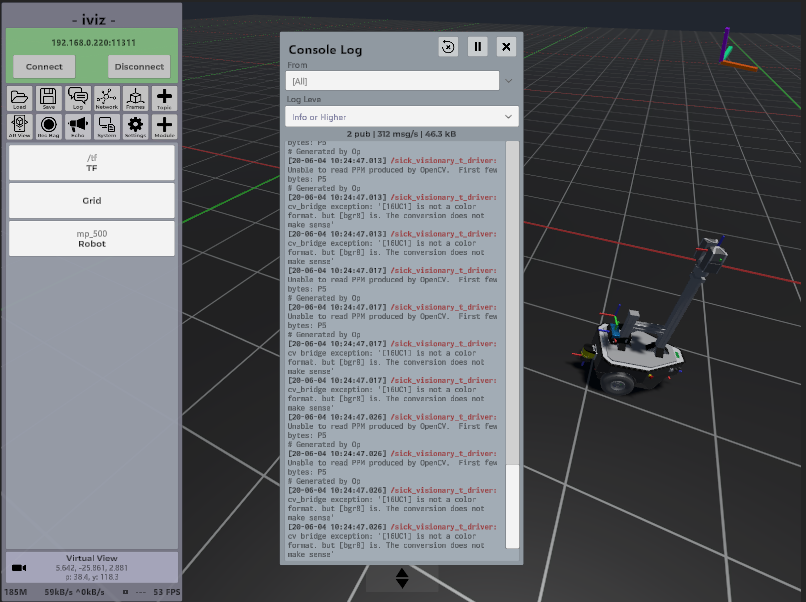 - iviz -
192.168.0.220:11311
Connect
Disconnect
Load
Save
Log
Network
Frames
Topic
AR View
Rec Bag
Echo
System
Settings
Module
/tf
TF
Grid
mp_500
Robot
Virtual View
5.642, -25.861, 2.881
p: 38.4, y: 118.3
185M 59kB/s ^0kB/s --- 53 FPS
Console Log
From
[All]
Log Leve
Info or Higher
2 pub | 312 msg/s | 46.3 kB
bytes: P5
# Generated by Op
[20-06-04 10:24:47.013] /sick_visionary_t_driver:
Unable to read PPM produced by OpenCV. First few
bytes: P5
# Generated by Op
[20-06-04 10:24:47.013] /sick_visionary_t_driver:
cv_bridge exception: '[16UC1] is not a color
format. but [bgr8] is. The conversion does not
make sense'
[20-06-04 10:24:47.013] /sick_visionary_t_driver:
cv_bridge exception: '[16UC1] is not a color
format. but [bgr8] is. The conversion does not
make sense'
[20-06-04 10:24:47.017] /sick_visionary_t_driver:
Unable to read PPM produced by OpenCV. First few
bytes: P5
# Generated by Op
[20-06-04 10:24:47.017] /sick_visionary_t_driver:
Unable to read PPM produced by OpenCV. First few
bytes: P5
# Generated by Op
[20-06-04 10:24:47.017] /sick_visionary_t_driver:
cv_bridge exception: '[16UC1] is not a color
format. but [bgr8] is. The conversion does not
make sense'
[20-06-04 10:24:47.017] /sick_visionary_t_driver:
cv_bridge exception: '[16UC1] is not a color
format. but [bgr8] is. The conversion does not
make sense'
[20-06-04 10:24:47.026] /sick_visionary_t_driver:
Unable to read PPM produced by OpenCV. First few
bytes: P5
# Generated by Op
[20-06-04 10:24:47.026] /sick_visionary_t_driver:
Unable to read PPM produced by OpenCV. First few
bytes: P5
# Generated by Op
[20-06-04 10:24:47.026] /sick_visionary_t_driver:
cv_bridge exception: '[16UC1] is not a color
format. but [bgr8] is. The conversion does not
make sense'
[20-06-04 10:24:47.026] /sick_visionary_t_driver:
cv_bridge exception: '[16UC1] is not a color
format. but [bgr8] is. The conversion does not
make sense'